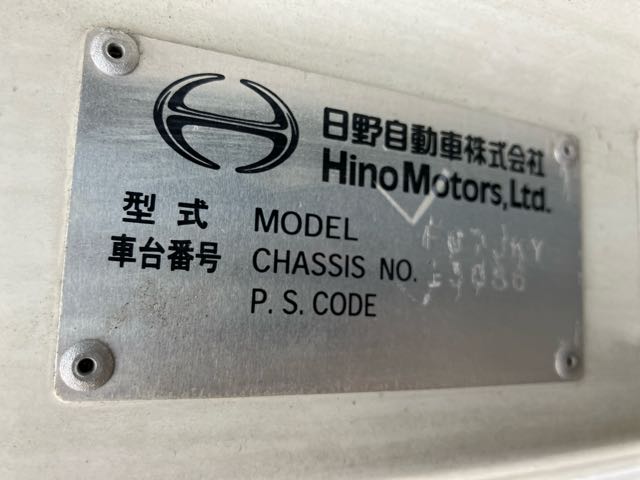 日野自動車株式会社
Hino Motors, Ltd.
型式 MODEL
車台番号 CHASSIS NO.
P. S. CODE